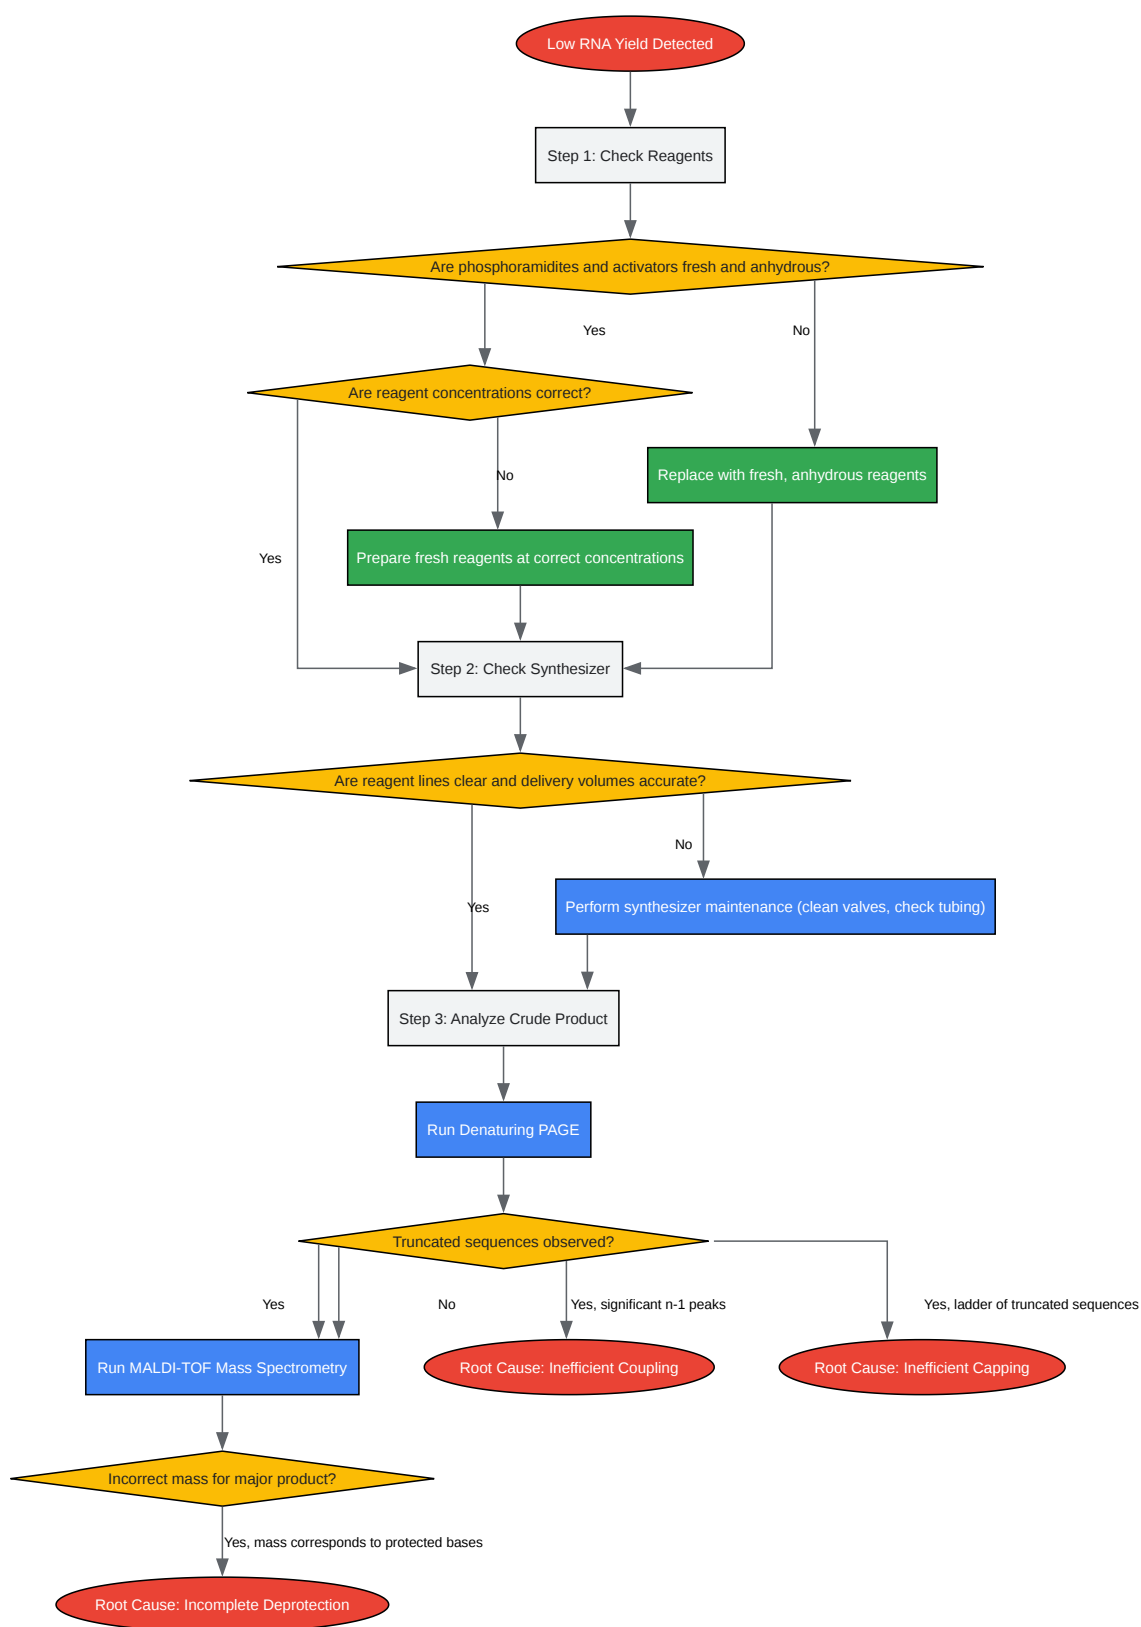 Low RNA Yield Detected
Step 1: Check Reagents
Are phosphoramidites and activators fresh and anhydrous?
Yes
No
Are reagent concentrations correct?
No
Replace with fresh, anhydrous reagents
Yes
Prepare fresh reagents at correct concentrations
Step 2: Check Synthesizer
Are reagent lines clear and delivery volumes accurate?
No
Yes
Perform synthesizer maintenance (clean valves, check tubing)
Step 3: Analyze Crude Product
Run Denaturing PAGE
Truncated sequences observed?
Yes
No
Yes, significant n-1 peaks
Yes, ladder of truncated sequences
Run MALDI-TOF Mass Spectrometry
Root Cause: Inefficient Coupling
Root Cause: Inefficient Capping
Incorrect mass for major product?
Yes, mass corresponds to protected bases
Root Cause: Incomplete Deprotection